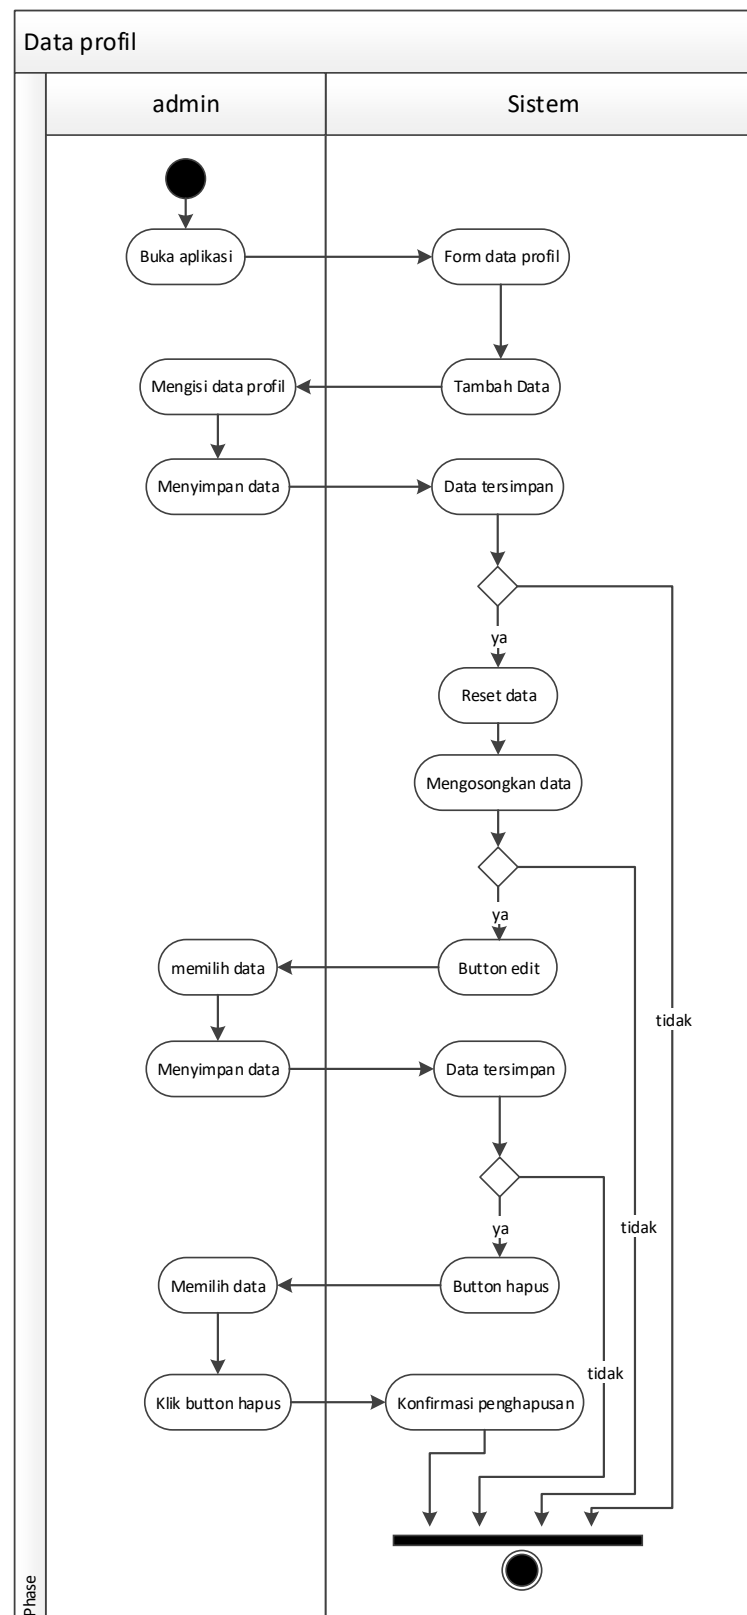 Data profil
admin
Sistem
Buka aplikasi
Form data profil
Mengisi data profil
Tambah Data
Menyimpan data
Data tersimpan
ya
Reset data
Mengosongkan data
ya
memilih data
Button edit
tidak
Menyimpan data
Data tersimpan
ya
tidak
Memilih data
Button hapus
tidak
Klik button hapus
Konfirmasi penghapusan
Phase